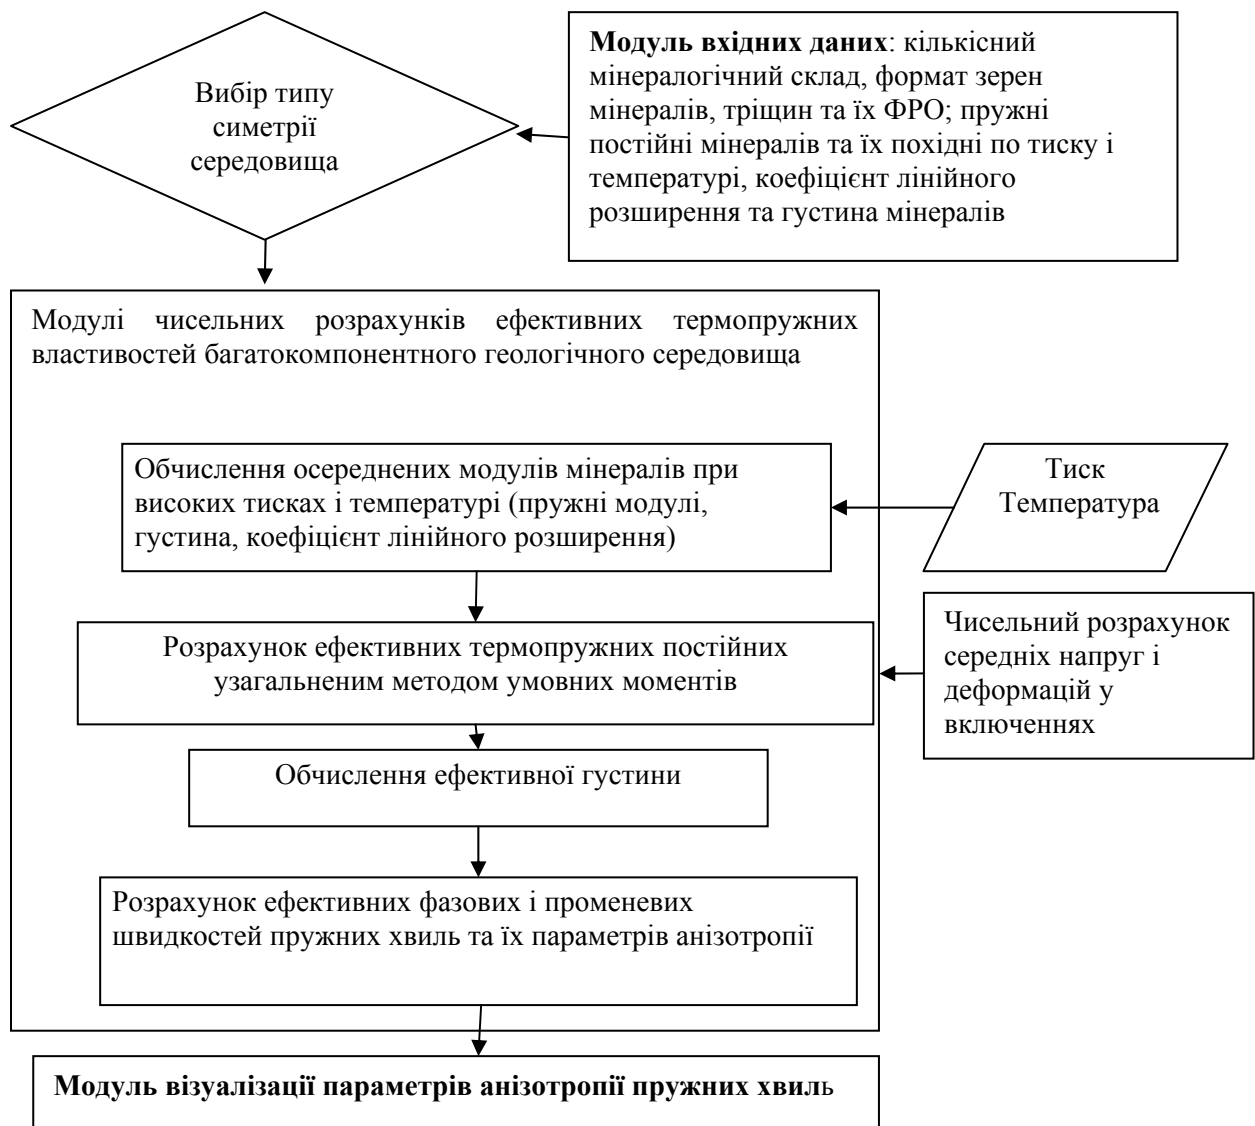 Вибір типу
симетрії
середовища
Модуль вхідних даних: кількісний
мінералогічний склад, формат зерен
мінералів, тріщин та їх ФРО; пружні
постійні мінералів та їх похідні по тиску і
температурі, коефіцієнт лінійного
розширення та густина мінералів
Модулі чисельних розрахунків ефективних термопружних
властивостей багатокомпонентного геологічного середовища
Обчислення осереднених модулів мінералів при
високих тисках і температурі (пружні модулі,
густина, коефіцієнт лінійного розширення)
Тиск
Температура
Розрахунок ефективних термопружних постійних
узагальненим методом умовних моментів
Чисельний розрахунок
середніх напруг і
деформацій у
включеннях
Обчислення ефективної густини
Розрахунок ефективних фазових і променевих
швидкостей пружних хвиль та їх параметрів анізотропії
Модуль візуалізації параметрів анізотропії пружних хвиль